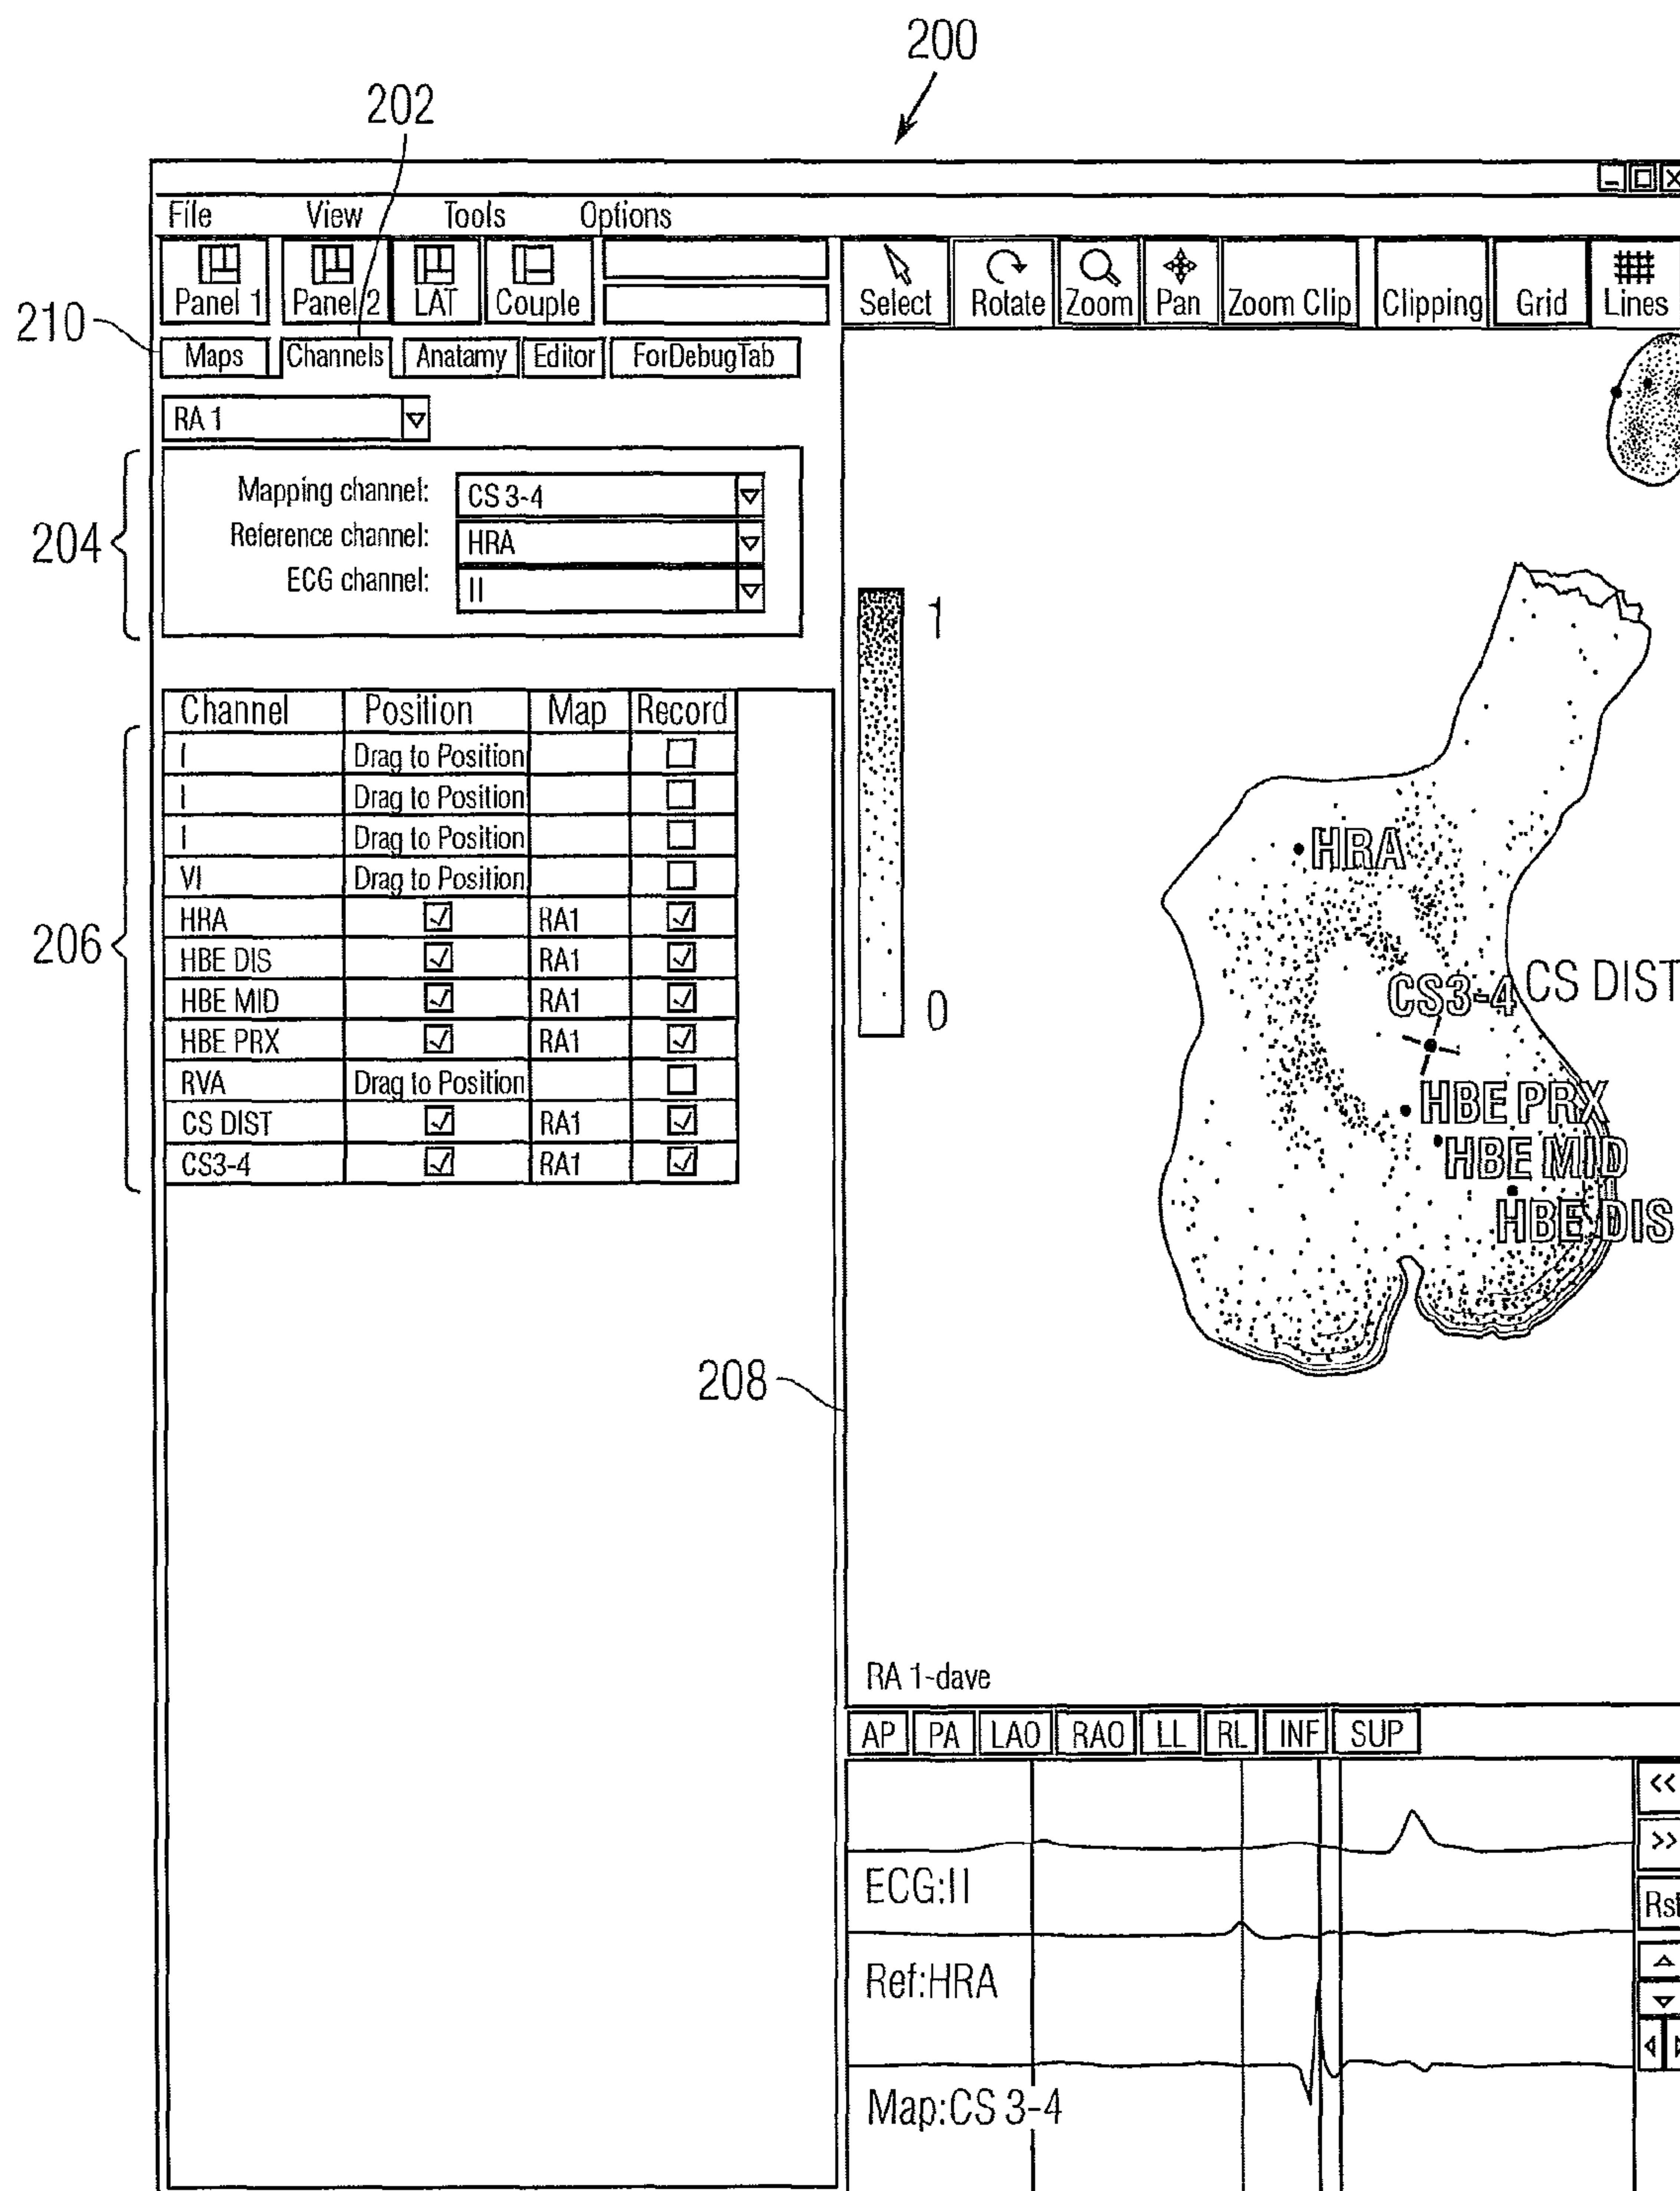 200
202
File View Tools Options
Panel 1 Panel 2 LAT Couple Select Rotate Zoom Pan Zoom Clip Clipping Grid Lines
210
Maps Channels Anatamy Editor ForDebugTab
RA 1
204
Mapping channel: CS 3-4
Reference channel: HRA
ECG channel: II
1
0
206
Channel Position Map Record
I Drag to Position
I Drag to Position
I Drag to Position
VI Drag to Position
HRA RA1
HBE DIS RA1
HBE MID RA1
HBE PRX RA1
RVA Drag to Position
CS DIST RA1
CS3-4 RA1
HRA
CS3-4 CS DIST
HBE PRX
HBE MID
HBE DIS
208
RA 1-dave
AP PA LAO RAO LL RL INF SUP
<<
>>
ECG:II
Rst
Ref:HRA
Map:CS 3-4